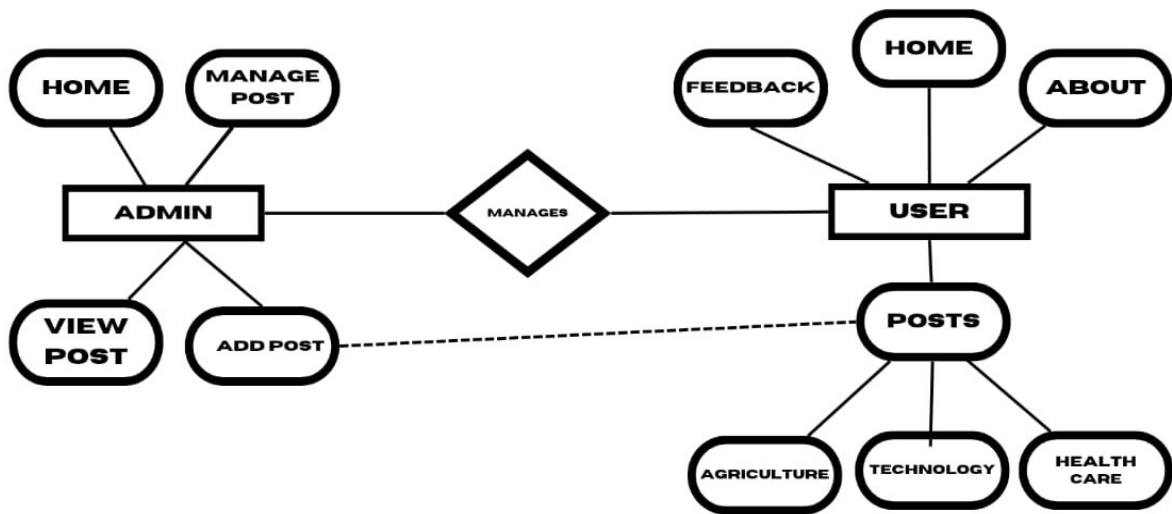 HOME
MANAGE
POST
FEEDBACK
HOME
ABOUT
ADMIN
MANAGES
USER
VIEW
POST
ADD POST
POSTS
AGRICULTURE
TECHNOLOGY
HEALTH
CARE